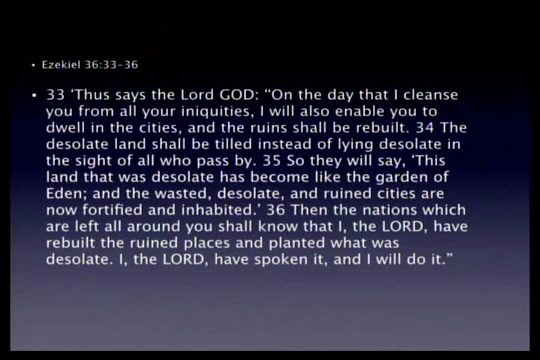 • Ezekiel 36:33-36
• 33 ‘Thus says the Lord GOD: “On the day that I cleanse
you from all your iniquities, I will also enable you to
dwell in the cities, and the ruins shall be rebuilt. 34 The
desolate land shall be tilled instead of lying desolate in
the sight of all who pass by. 35 So they will say, ‘This
land that was desolate has become like the garden of
Eden; and the wasted, desolate, and ruined cities are
now fortified and inhabited.’ 36 Then the nations which
are left all around you shall know that I, the LORD, have
rebuilt the ruined places and planted what was
desolate. I, the LORD, have spoken it, and I will do it.”